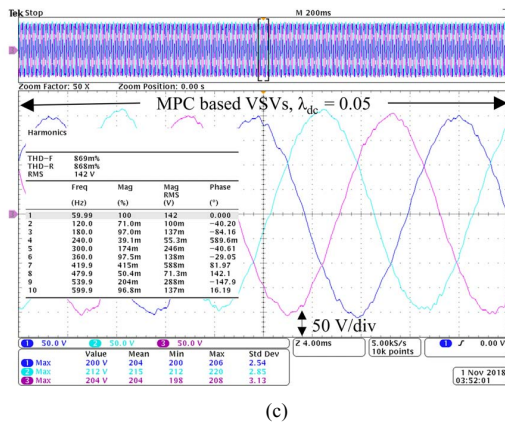 Tek Stop M 200ms
Zoom Factor: 50 X Zoom Position: 0.00 s
MPC based V$Vs, λdc = 0.05
Harmonics
THD-F 869m%
THD-R 868m%
RMS 142 V
Freq Mag Mag Phase
RMS
(Hz) (%) (V) (°)
1 59.99 100 142 0.000
2 120.0 71.0m 100m -40.20
3 180.0 97.0m 137m -84.16
4 240.0 39.1m 55.3m 589.6m
5 300.0 174m 246m -40.61
6 360.0 97.5m 138m -29.05
7 419.9 415m 588m 81.97
8 479.9 50.4m 71.3m 142.1
9 539.9 204m 288m -147.9
10 599.9 96.8m 137m 16.19
50 V/div
1 50.0 V 2 50.0 V 3 50.0 V Z 4.00ms 5.00kS/s 1 0.00 V
10k points
Value Mean Min Max Std Dev
1 Max 200 V 204 200 206 2.54
2 Max 212 V 215 212 220 2.85
3 Max 204 V 204 198 208 3.13
1 Nov 2018
03:52:01
(c)